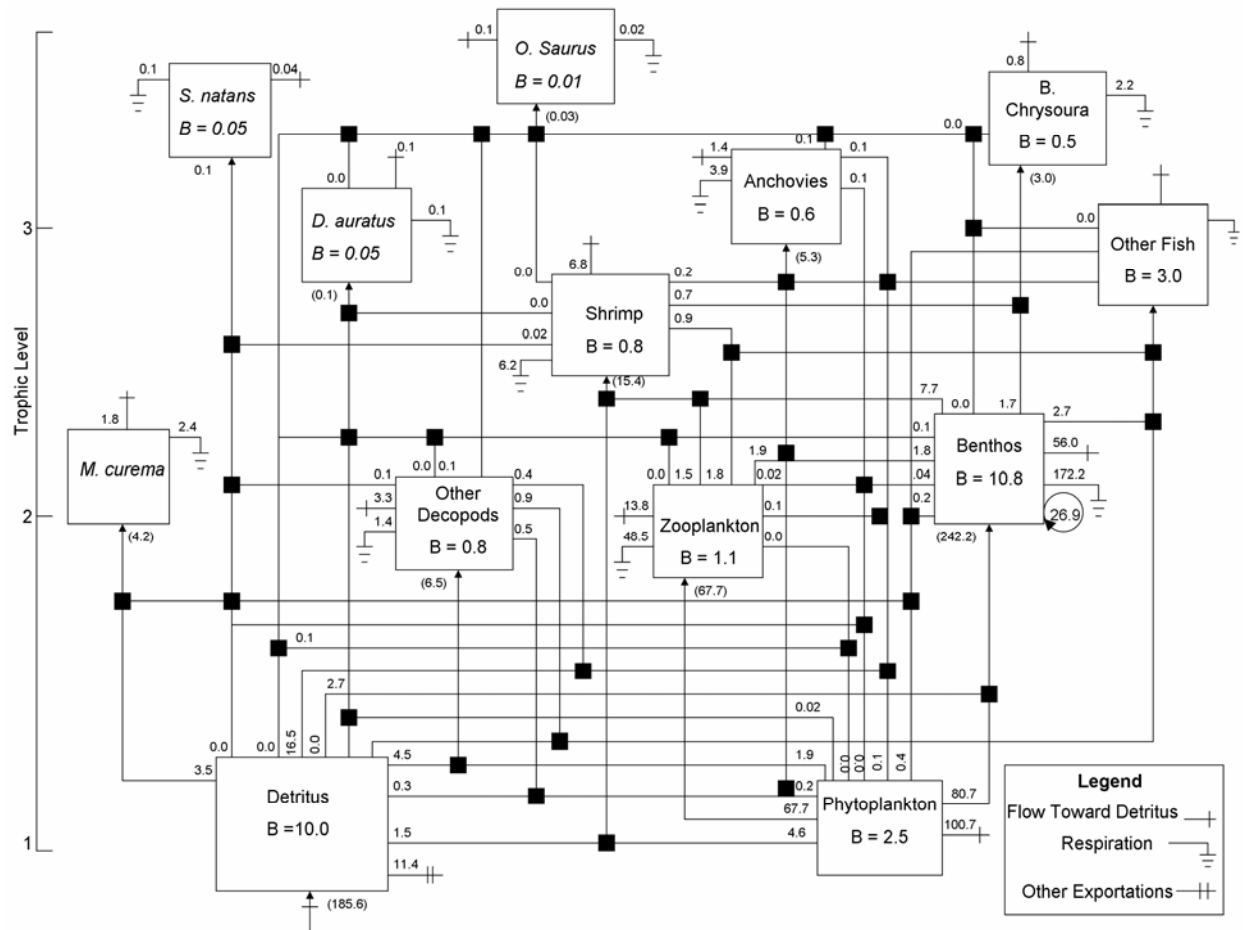 0.1
0.02
O. Saurus
B = 0.01
(0.03)
0.1
0.04
S. natans
B = 0.05
0.1
0.8
2.2
B.
Chrysoura
B = 0.5
0.0
(3.0)
0.1
0.0
D. auratus
B = 0.05
0.1
(0.1)
0.1
1.4
3.9
0.1
0.1
Anchovies
B = 0.6
(5.3)
0.0
Other Fish
B = 3.0
3
6.8
0.0
0.0
0.02
6.2
0.2
0.7
0.9
Shrimp
B = 0.8
(15.4)
Trophic Level
1.8
2.4
M. curema
(4.2)
7.7
0.0
1.7
2.7
0.1
1.8
.04
0.2
56.0
172.2
26.9
Benthos
B = 10.8
(242.2)
0.1
0.0
0.1
0.4
0.9
0.5
3.3
1.4
Other
Decopods
B = 0.8
(6.5)
0.0
1.5
1.8
1.9
0.02
0.1
0.0
13.8
48.5
Zooplankton
B = 1.1
(67.7)
2
0.1
2.7
0.02
0.0
0.0
16.5
0.0
3.5
4.5
0.3
1.5
11.4
Detritus
B =10.0
(185.6)
1.9
0.0
0.0
0.1
0.4
0.2
67.7
4.6
80.7
100.7
Phytoplankton
B = 2.5
1
Legend
Flow Toward Detritus
Respiration
Other Exportations